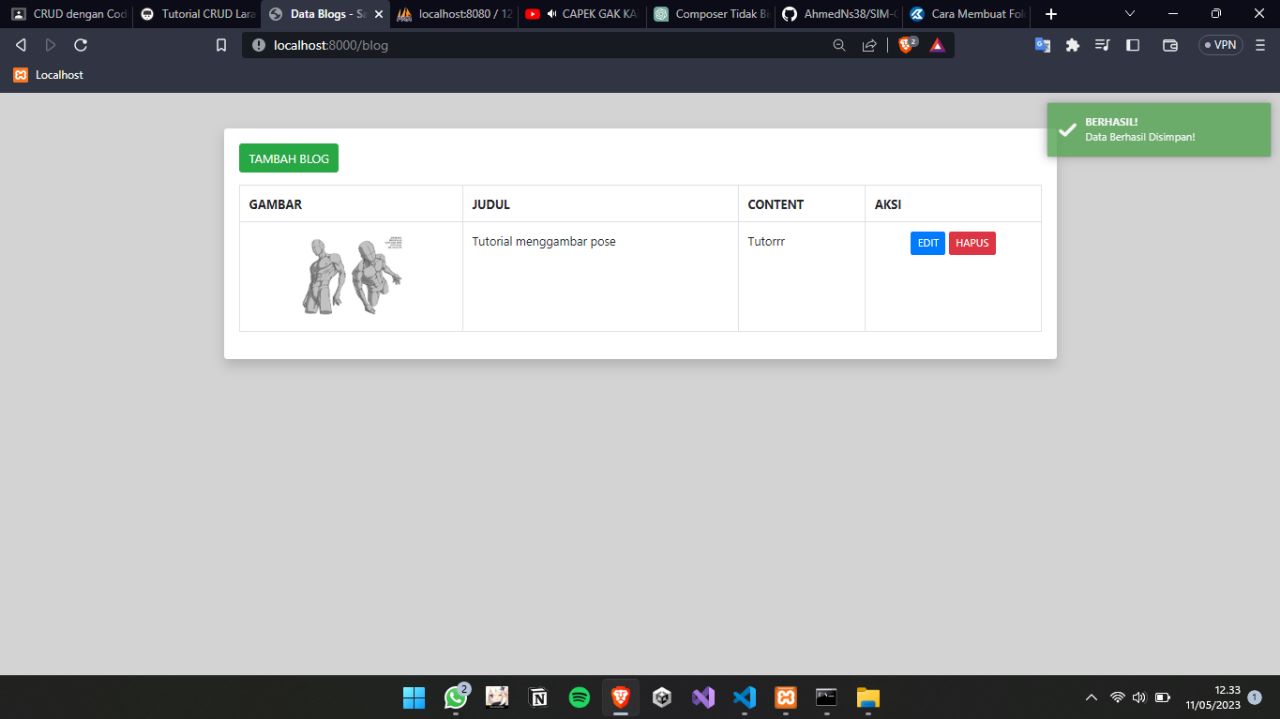 CRUD dengan Cod
Tutorial CRUD Lara
Data Blogs - Sa
localhost:8080 / 12
CAPEK GAK KA
Composer Tidak B
AhmedNs38/SIM-
Cara Membuat Fol
localhost:8000/blog
2
VPN
Localhost
BERHASIL!
Data Berhasil Disimpan!
TAMBAH BLOG
GAMBAR JUDUL CONTENT AKSI
Tutorial menggambar pose Tutorrr EDIT HAPUS
2
12.33
11/05/2023
1